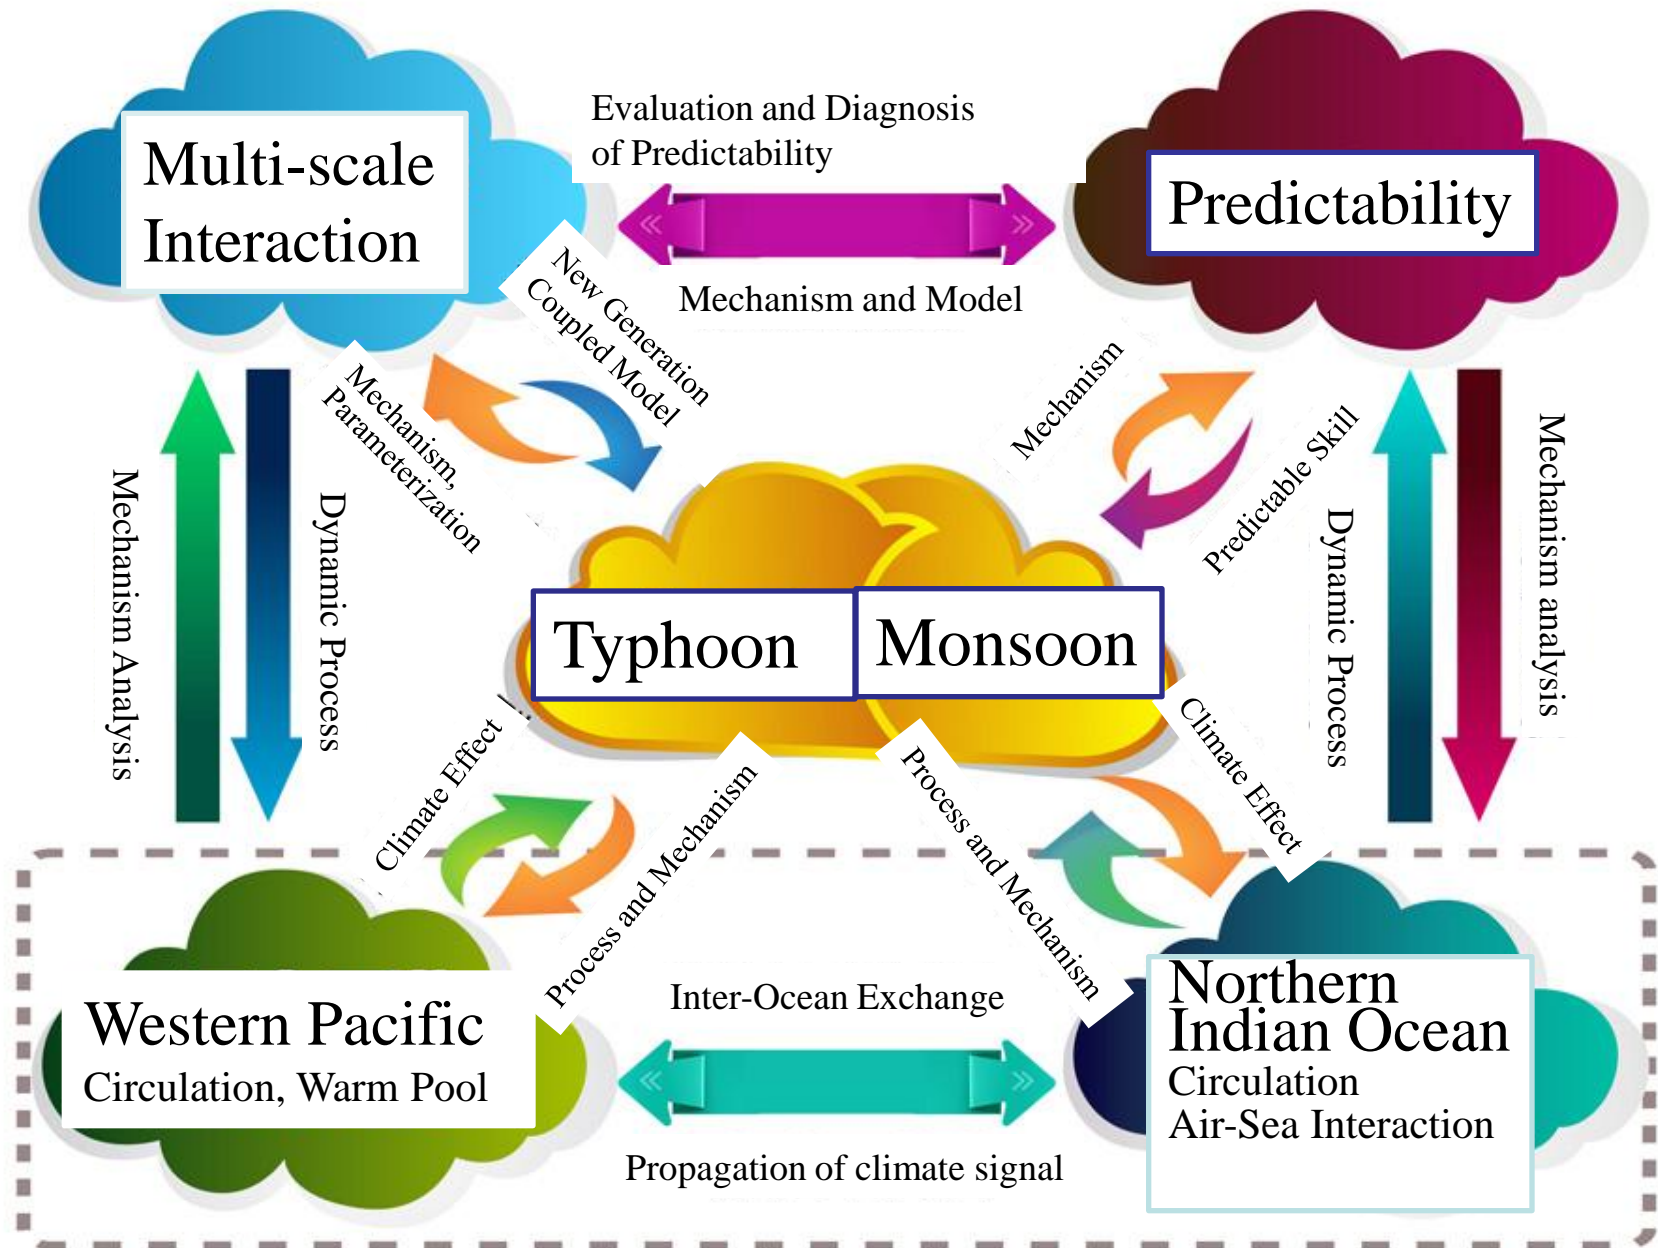 Evaluation and Diagnosis
of Predictability
Multi-scale
Interaction
Predictability
Mechanism and Model
New Generation
Coupled Model
Mechanism,
Parameterization
Mechanism
Predictable Skill
Mechanism Analysis
Dynamic Process
Dynamic Process
Mechanism analysis
Typhoon
Monsoon
Climate Effect
Process and Mechanism
Process and Mechanism
Climate Effect
Western Pacific
Circulation, Warm Pool
Inter-Ocean Exchange
Propagation of climate signal
Northern
Indian Ocean
Circulation
Air-Sea Interaction